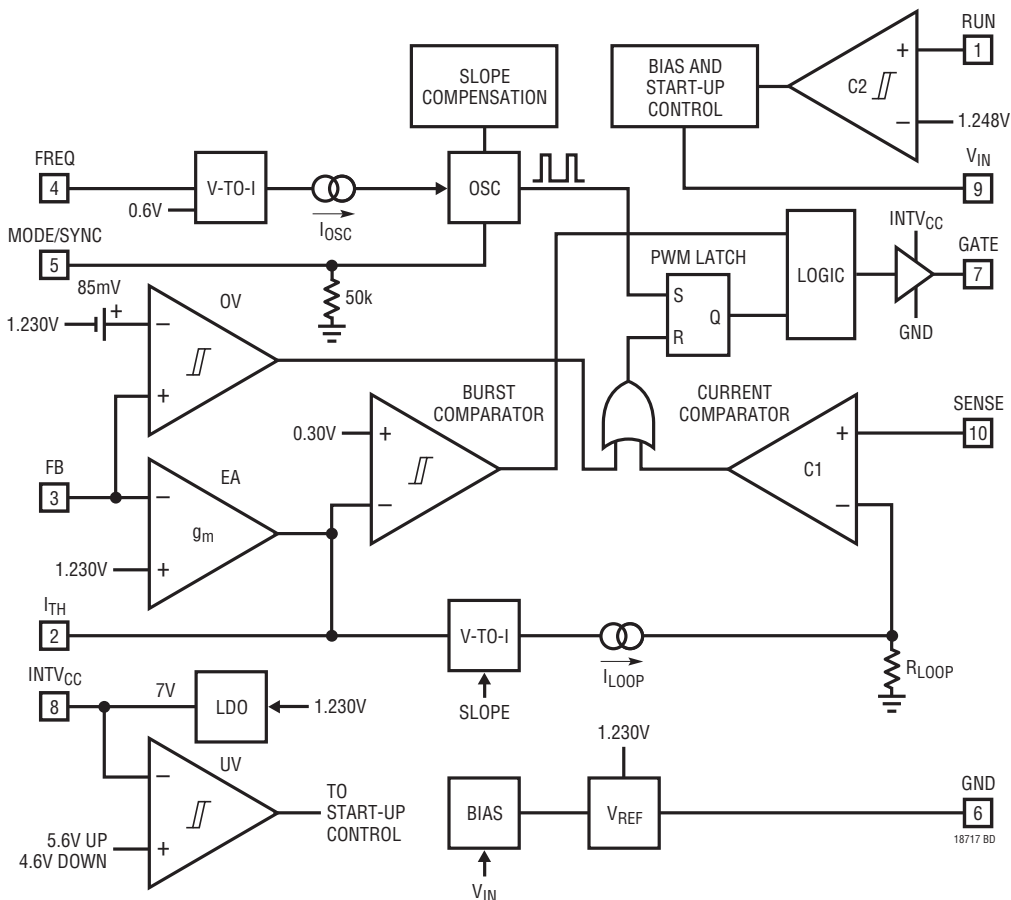 RUN
1
SLOPE
COMPENSATION
BIAS AND
START-UP
CONTROL
C2
+
–
1.248V
FREQ
4
V-TO-I
0.6V
IOSC
OSC
VIN
9
MODE/SYNC
5
50k
PWM LATCH
S
R
Q
LOGIC
INTVCC
GATE
7
GND
85mV
+
1.230V
OV
–
+
BURST
COMPARATOR
0.30V
+
–
CURRENT
COMPARATOR
C1
+
–
SENSE
10
FB
3
EA
–
gm
+
1.230V
ITH
2
V-TO-I
SLOPE
ILOOP
RLOOP
INTVCC
8
7V
LDO
1.230V
UV
–
+
5.6V UP
4.6V DOWN
TO
START-UP
CONTROL
1.230V
BIAS
VIN
VREF
GND
6
18717 BD